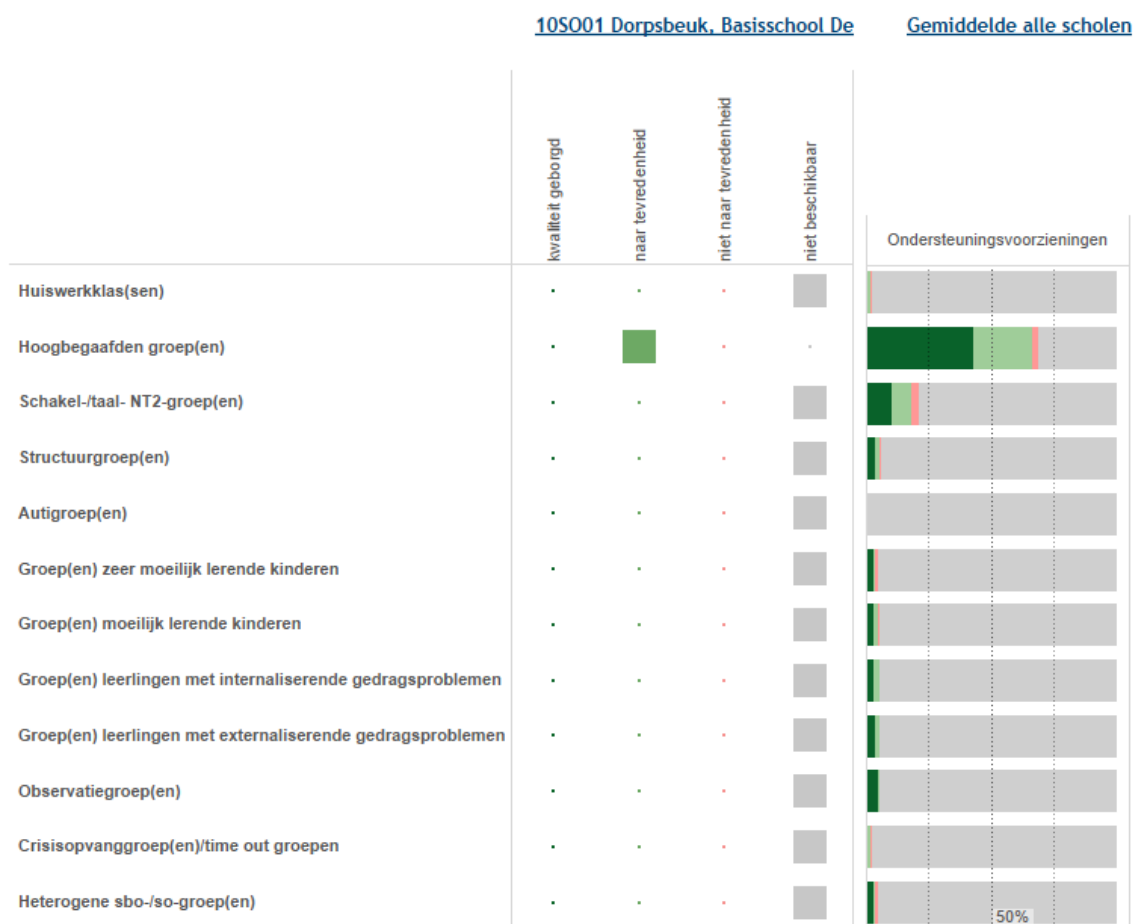 10SO01 Dorpsbeuk, Basisschool De
Gemiddelde alle scholen
kwaliteit geborgd
naar tevredenheid
niet naar tevredenheid
niet beschikbaar
Ondersteuningsvoorzieningen
Huiswerkklas(sen)
Hoogbegaafden groep(en)
Schakel-/taal- NT2-groep(en)
Structuurgroep(en)
Autigroep(en)
Groep(en) zeer moeilijk lerende kinderen
Groep(en) moeilijk lerende kinderen
Groep(en) leerlingen met internaliserende gedragsproblemen
Groep(en) leerlingen met externaliserende gedragsproblemen
Observatiegroep(en)
Crisisopvanggroep(en)/time out groepen
Heterogene sbo-/so-groep(en)
50%